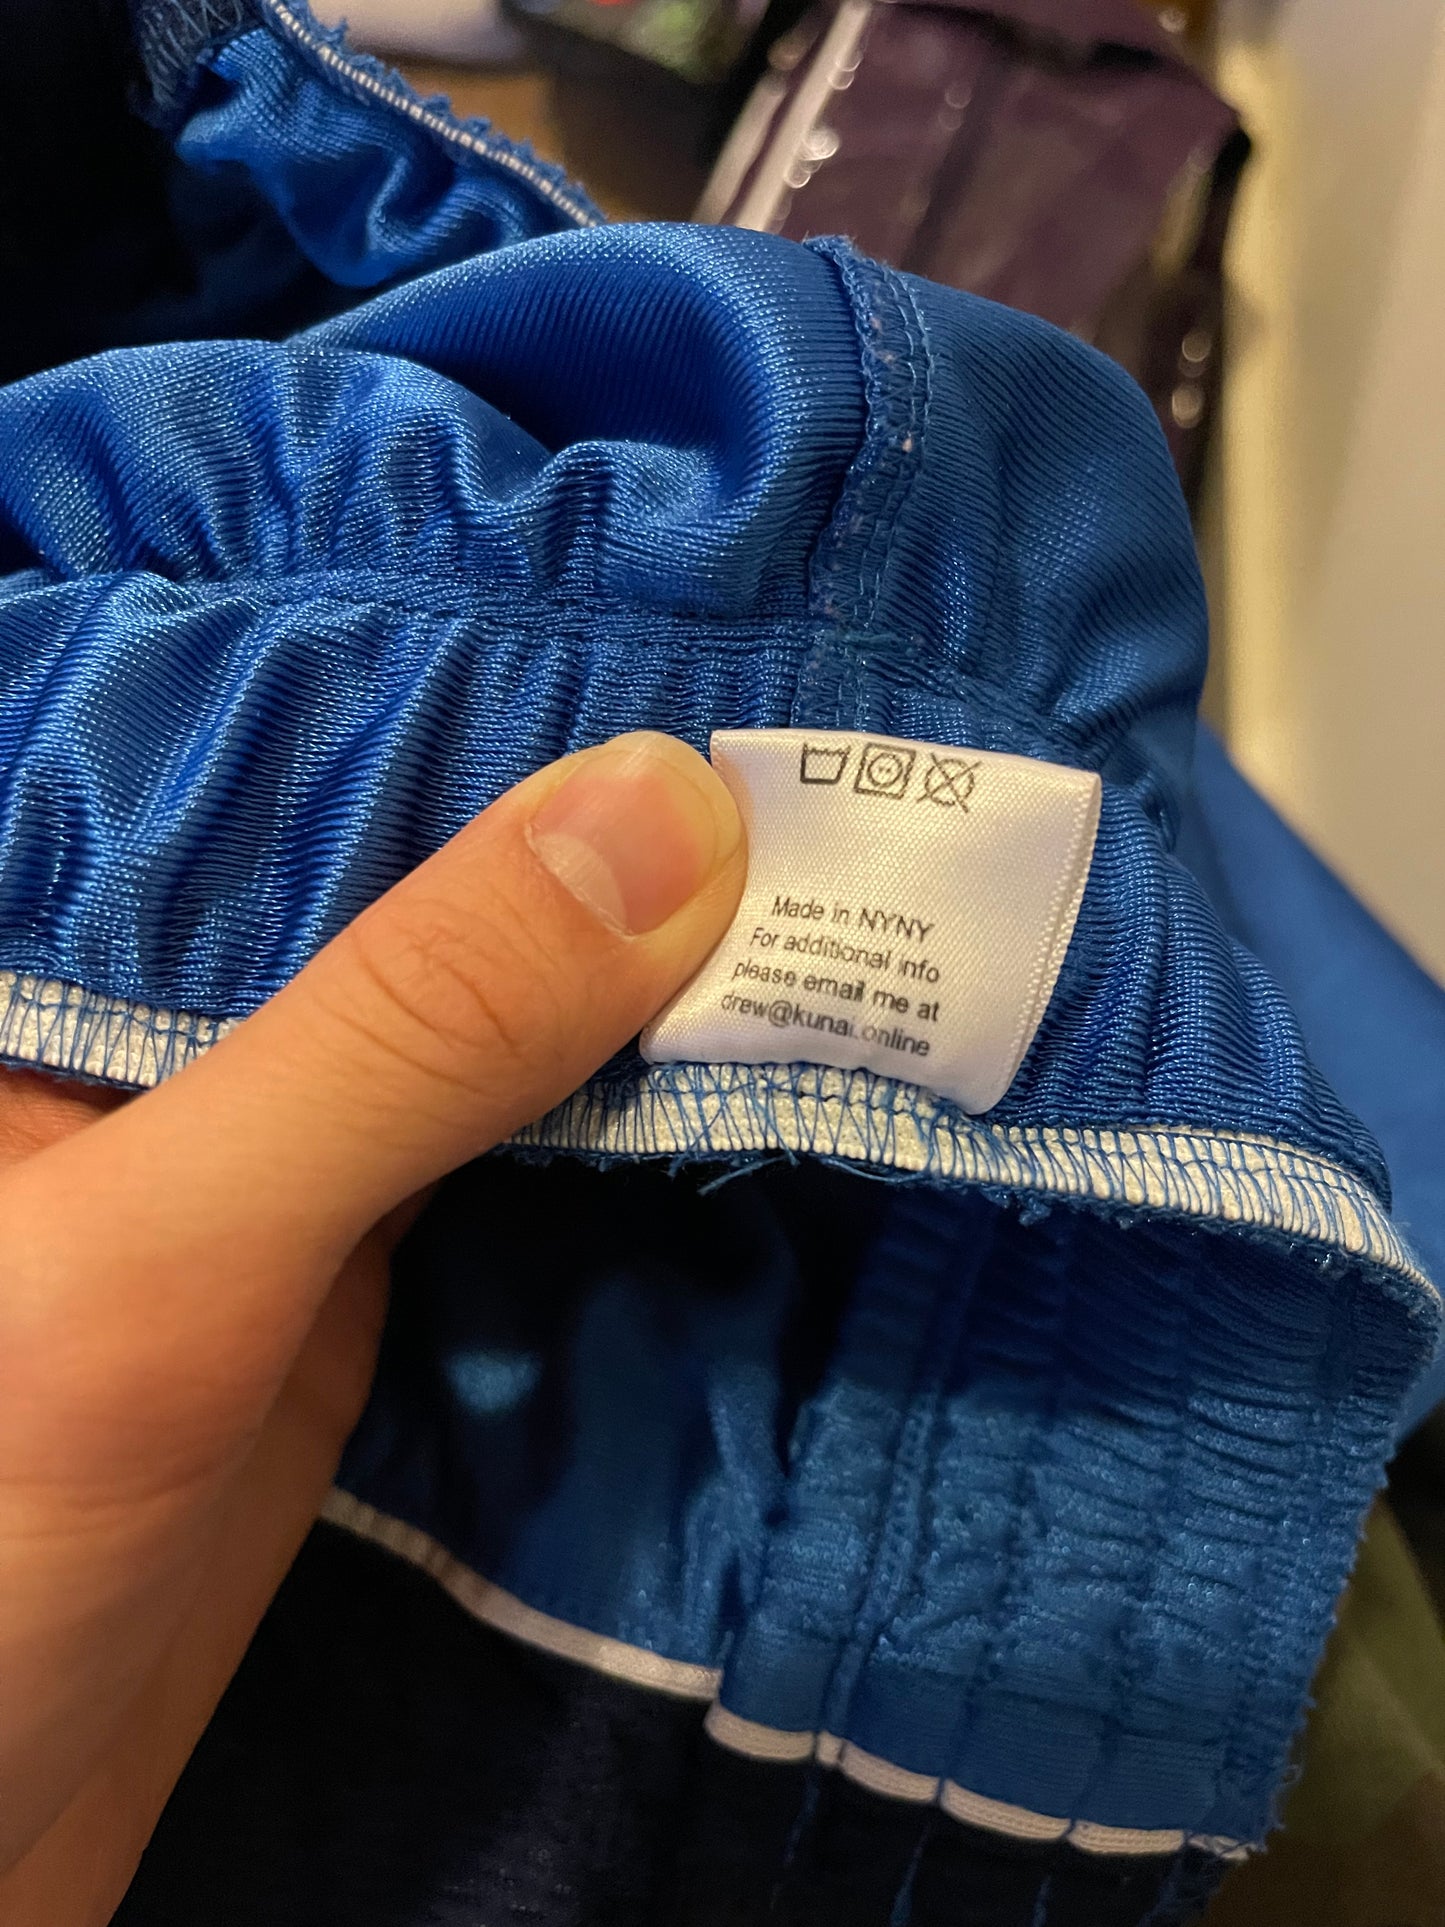 Made in NYNY
For additional info
please email me at
drew@kunai.online